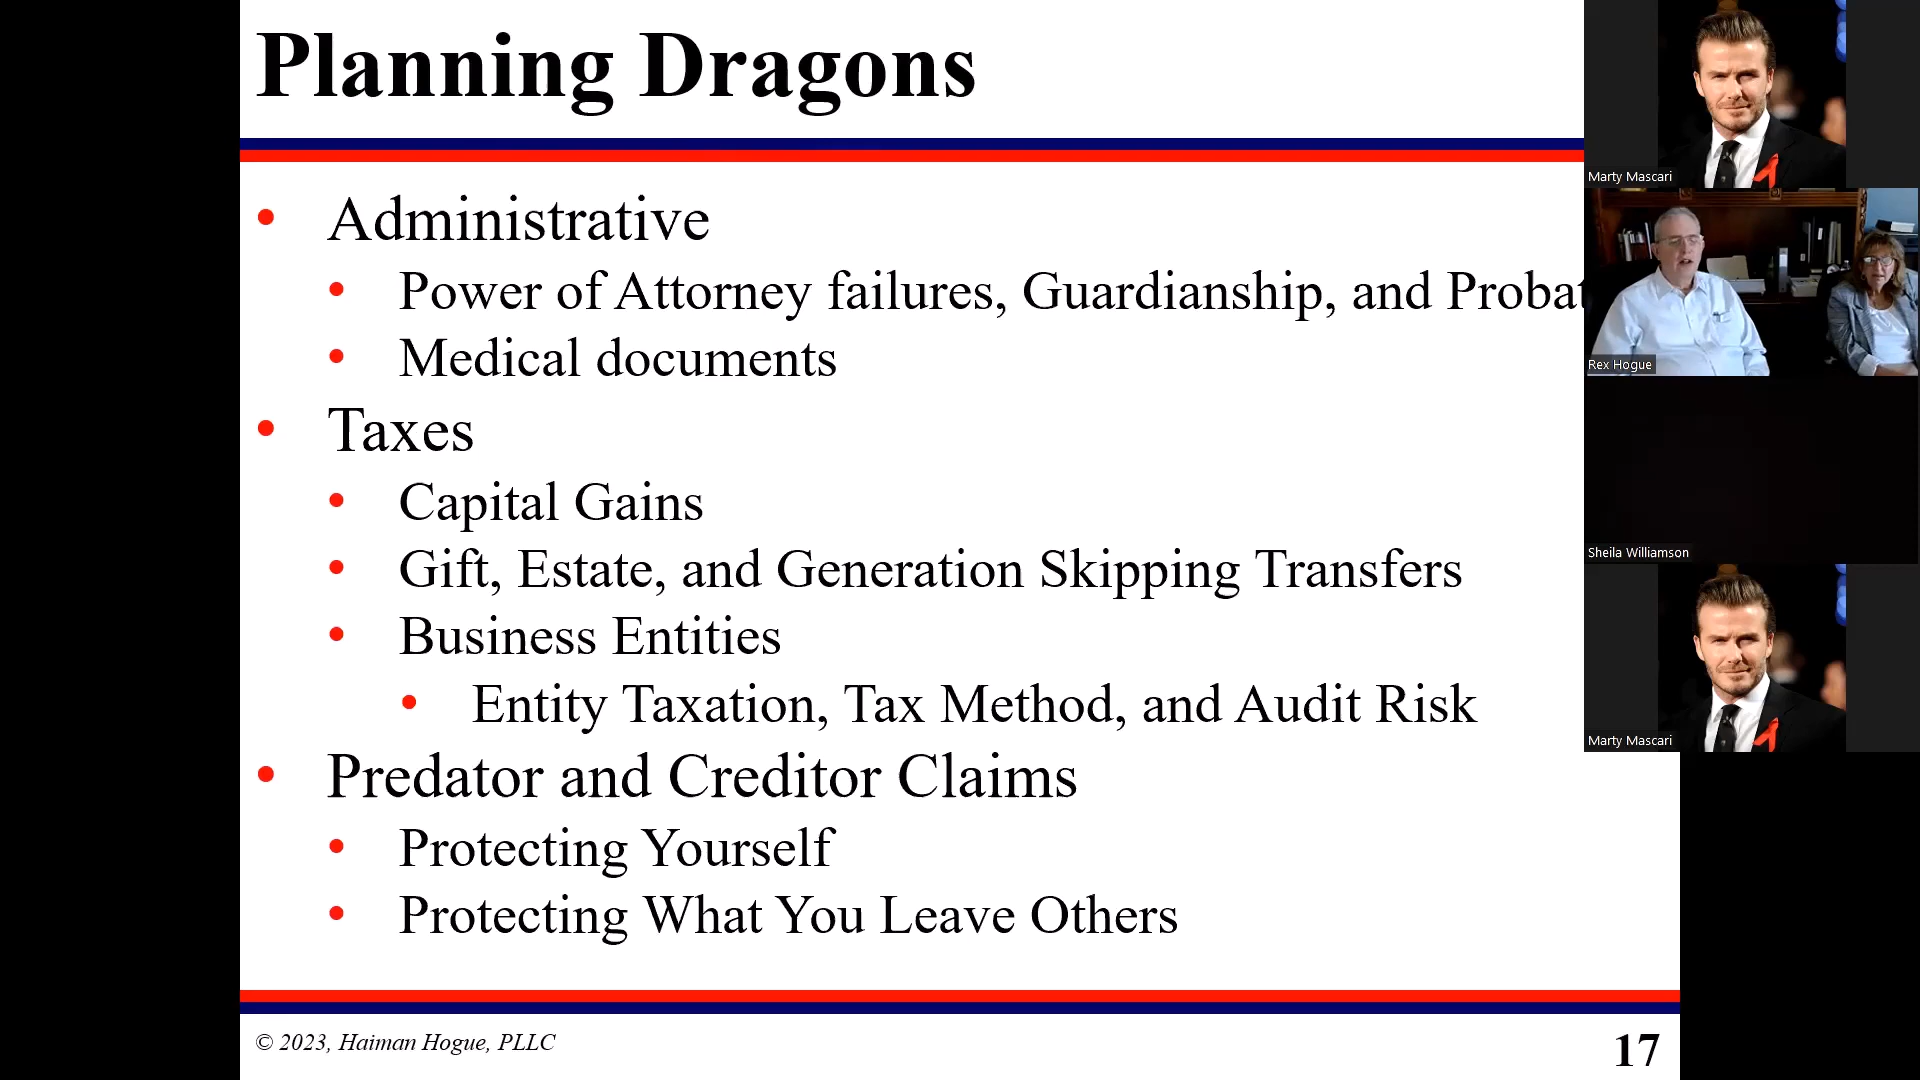 Planning Dragons
• Administrative
• Power of Attorney failures, Guardianship, and Probat
• Medical documents
• Taxes
• Capital Gains
• Gift, Estate, and Generation Skipping Transfers
• Business Entities
• Entity Taxation, Tax Method, and Audit Risk
• Predator and Creditor Claims
• Protecting Yourself
• Protecting What You Leave Others
© 2023, Haiman Hogue, PLLC
17
Marty Mascari
Rex Hogue
Sheila Williamson
Marty Mascari